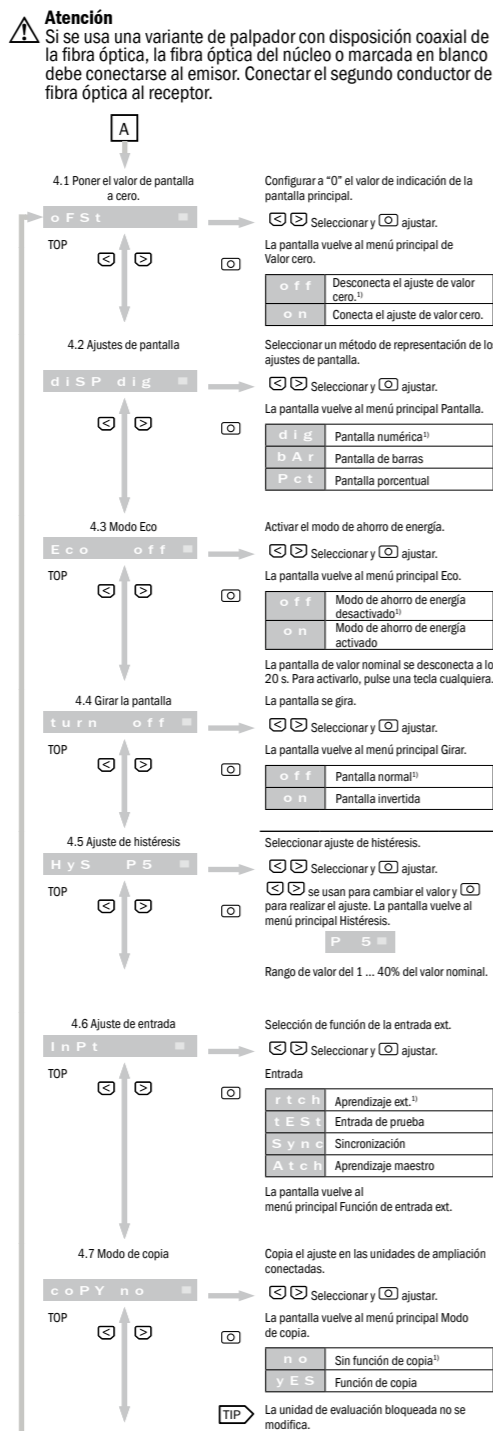 Atención
Si se usa una variante de palpador con disposición coaxial de
la fibra óptica, la fibra óptica del núcleo o marcada en blanco
debe conectarse al emisor. Conectar el segundo conductor de
fibra óptica al receptor.
A
4.1 Poner el valor de pantalla
a cero.
oFSt
TOP
Configurar a “0” el valor de indicación de la
pantalla principal.
< > Seleccionar y O ajustar.
La pantalla vuelve al menú principal de
Valor cero.
off Desconecta el ajuste de valor
cero.1)
on Conecta el ajuste de valor cero.
4.2 Ajustes de pantalla
diSP dig
Seleccionar un método de representación de lo
ajustes de pantalla.
< > Seleccionar y O ajustar.
La pantalla vuelve al menú principal Pantalla.
dig Pantalla numérica1)
bAr Pantalla de barras
Pct Pantalla porcentual
4.3 Modo Eco
Eco off
TOP
Activar el modo de ahorro de energía.
< > Seleccionar y O ajustar.
La pantalla vuelve al menú principal Eco.
off Modo de ahorro de energía
desactivado1)
on Modo de ahorro de energía
activado
La pantalla de valor nominal se desconecta a lo
20 s. Para activarlo, pulse una tecla cualquiera.
4.4 Girar la pantalla
turn off
TOP
La pantalla se gira.
< > Seleccionar y O ajustar.
La pantalla vuelve al menú principal Girar.
off Pantalla normal1)
on Pantalla invertida
4.5 Ajuste de histéresis
HyS P5
TOP
Seleccionar ajuste de histéresis.
< > Seleccionar y O ajustar.
< > se usan para cambiar el valor y O
para realizar el ajuste. La pantalla vuelve al
menú principal Histéresis.
P 5
Rango de valor del 1 ... 40% del valor nominal.
4.6 Ajuste de entrada
InPt
TOP
Selección de función de la entrada ext.
< > Seleccionar y O ajustar.
Entrada
rtch Aprendizaje ext.1)
tESt Entrada de prueba
Sync Sincronización
Atch Aprendizaje maestro
La pantalla vuelve al
menú principal Función de entrada ext.
4.7 Modo de copia
coPY no
TOP
Copia el ajuste en las unidades de ampliación
conectadas.
< > Seleccionar y O ajustar.
La pantalla vuelve al menú principal Modo
de copia.
no Sin función de copia1)
yES Función de copia
TIP La unidad de evaluación bloqueada no se
modifica.